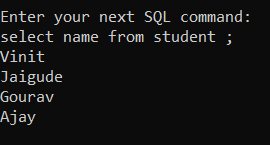 Enter your next SQL command:
select name from student ;
Vinit
Jaigude
Gourav
Ajay